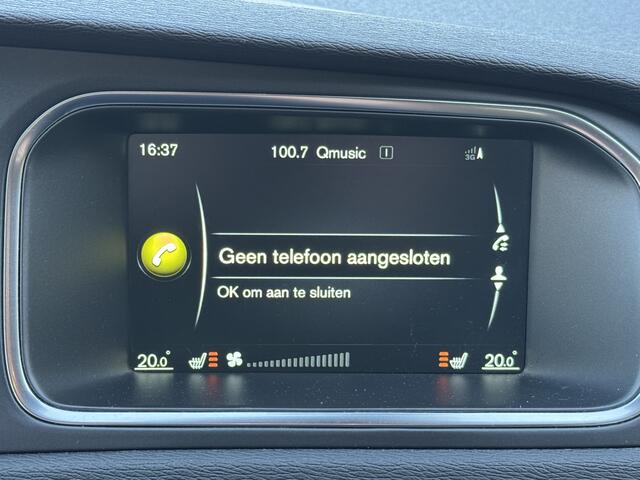 16:37 100.7 Qmusic I 3G
Geen telefoon aangesloten
OK om aan te sluiten
20.0° 20.0°